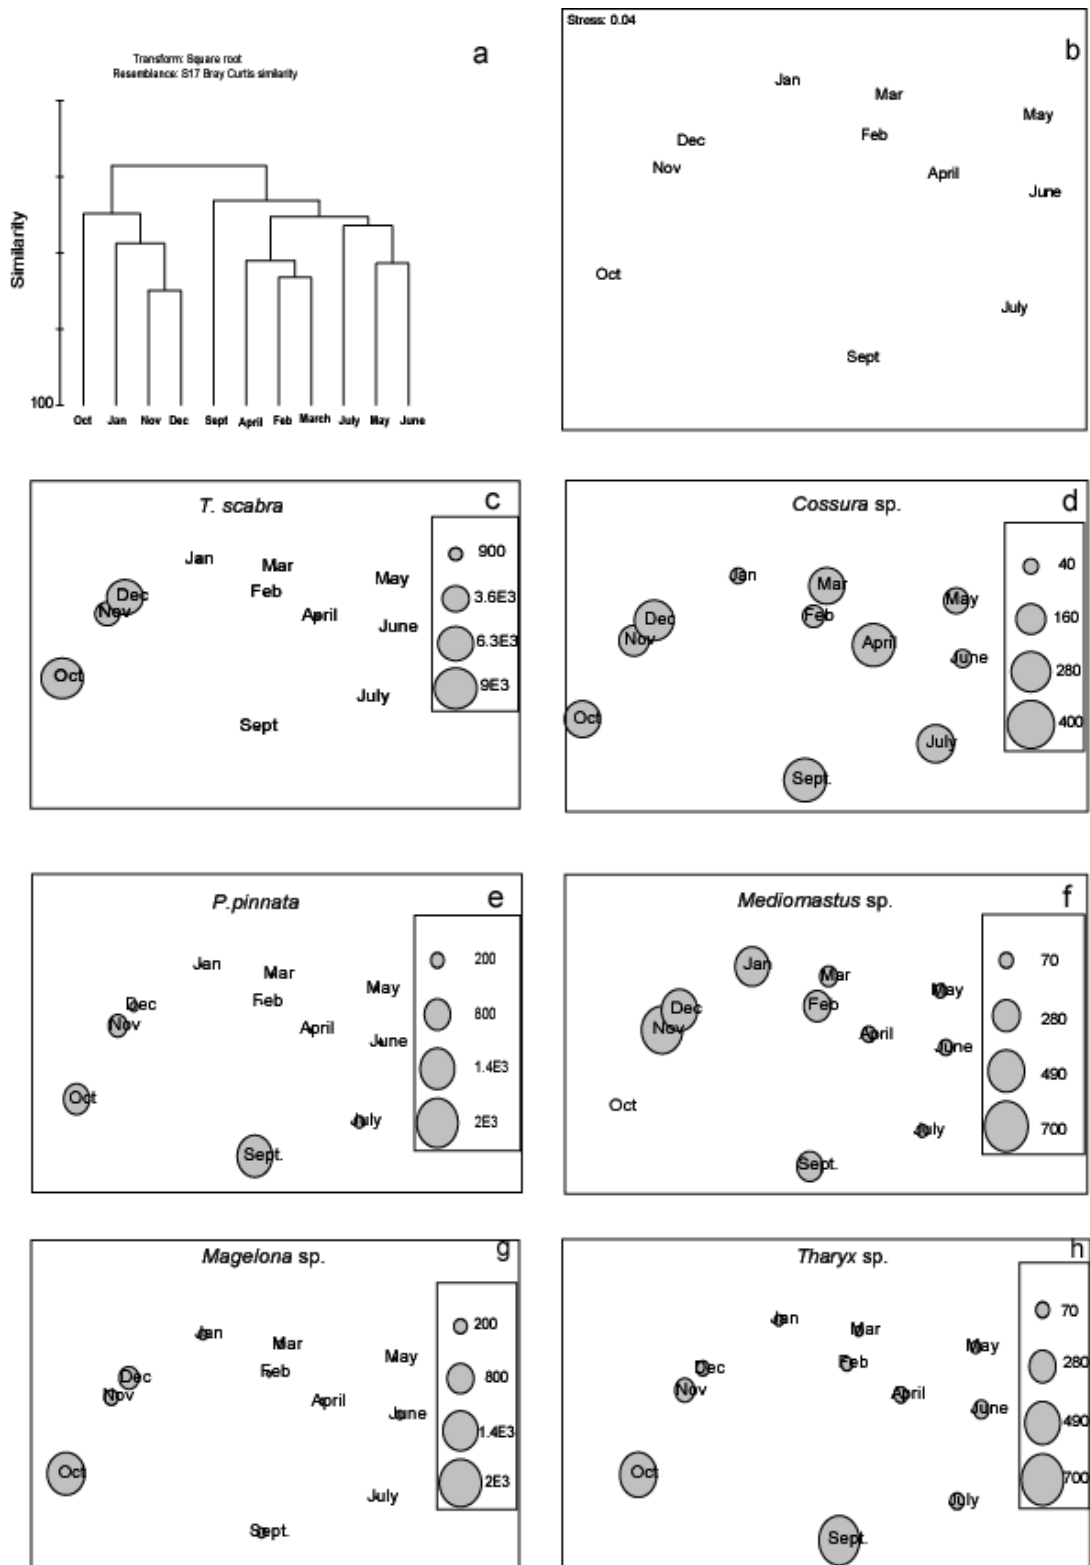 a
Transform: Square root
Resemblance: S17 Bray Curtis similarity
Similarity
100
Oct Jan Nov Dec Sept April Feb March July May June
Stress: 0.04
b
Jan
Mar
May
Dec
Feb
Nov
April
June
Oct
July
Sept
T. scabra
c
Jan
Mar
May
Feb
Dec
Nov
April
June
Oct
July
Sept
900
3.6E3
6.3E3
9E3
Cossura sp.
d
Jan
Mar
May
Feb
Dec
Nov
April
June
Oct
July
Sept.
40
160
280
400
P.pinnata
e
Jan
Mar
May
Feb
Dec
Nov
April
June
Oct
July
Sept.
200
800
1.4E3
2E3
Mediomastus sp.
f
Jan
Mar
May
Feb
Dec
Nov
April
June
Oct
July
Sept.
70
280
490
700
Magelona sp.
g
Jan
Mar
May
Feb
Dec
Nov
April
June
Oct
July
Sept.
200
800
1.4E3
2E3
Tharyx sp.
h
Jan
Mar
May
Feb
Dec
Nov
April
June
Oct
July
Sept.
70
280
490
700